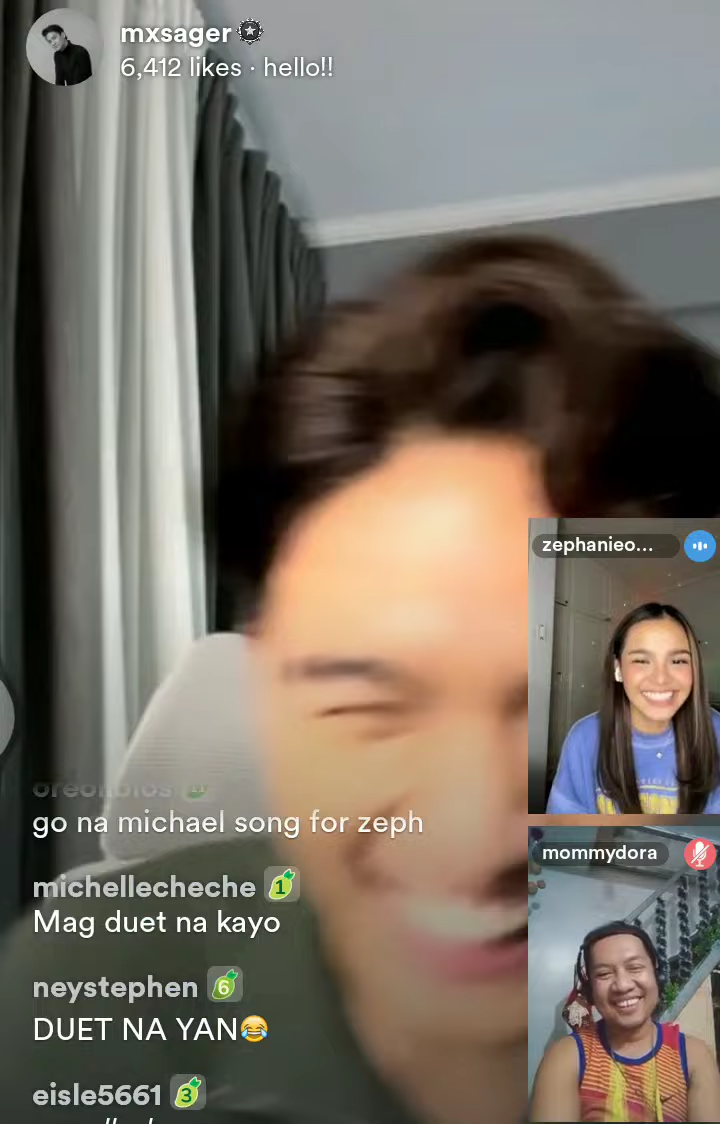 mxsager
6,412 likes · hello!!
zephanieo...
go na michael song for zeph
mommydora
michellecheche 1
Mag duet na kayo
neystephen 6
DUET NA YAN😂
eisle5661 3